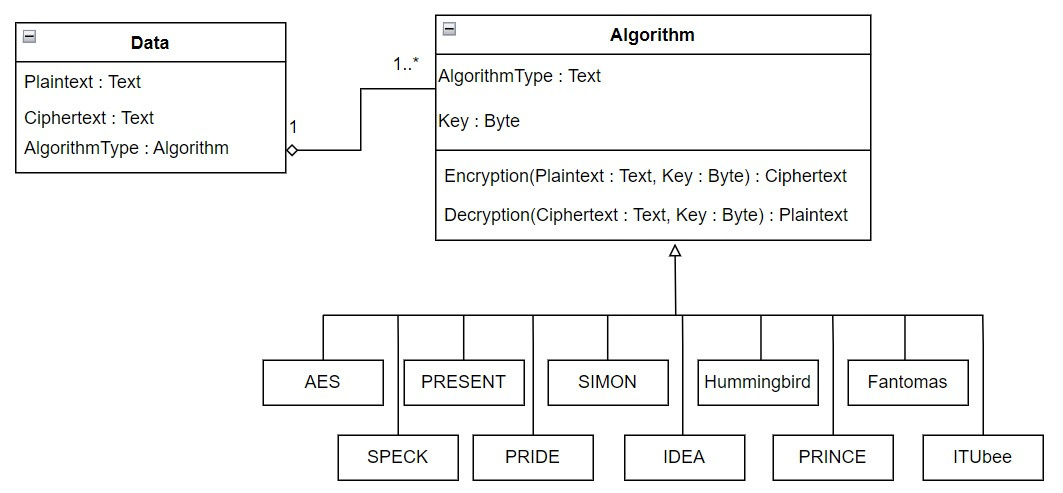 Data
Plaintext : Text
Ciphertext : Text
AlgorithmType : Algorithm
1
1..*
Algorithm
AlgorithmType : Text
Key : Byte
Encryption(Plaintext : Text, Key : Byte) : Ciphertext
Decryption(Ciphertext : Text, Key : Byte) : Plaintext
AES
PRESENT
SIMON
Hummingbird
Fantomas
SPECK
PRIDE
IDEA
PRINCE
ITUbee